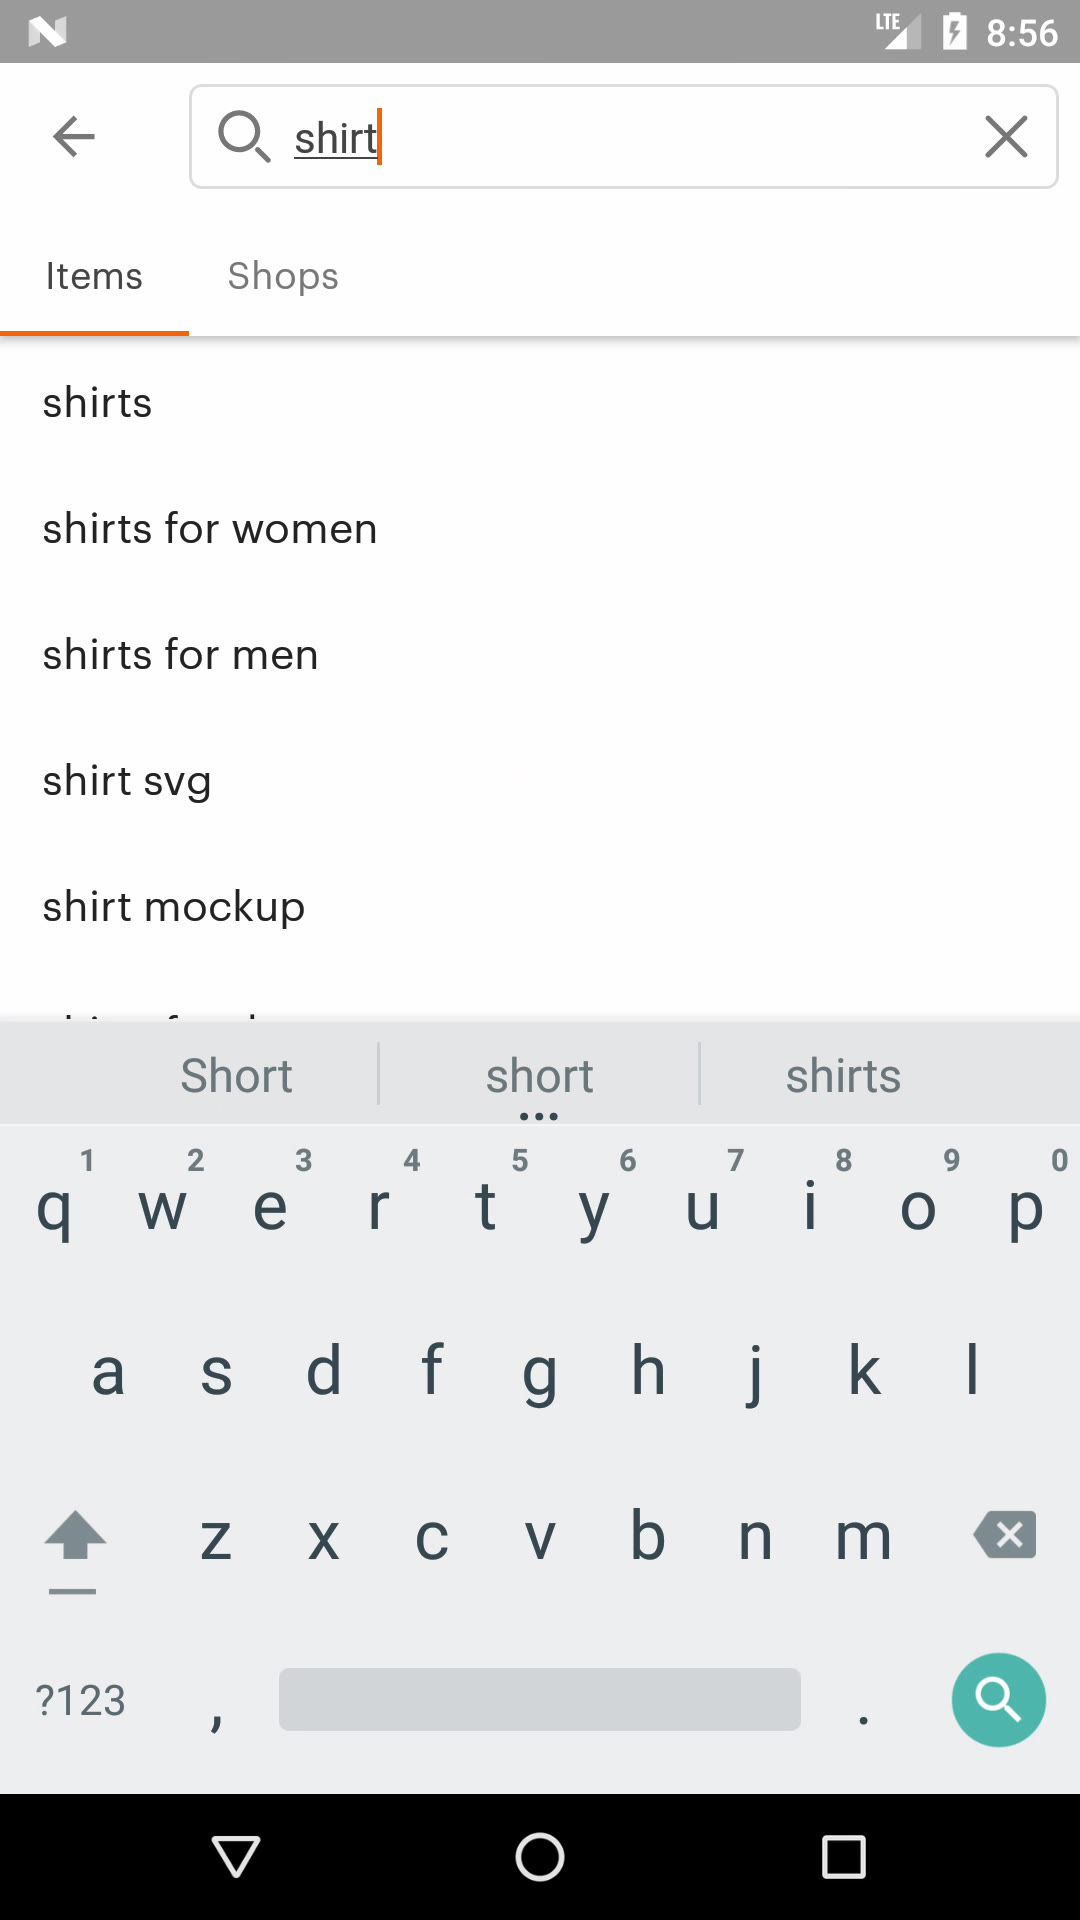 LTE 8:56
shirt
Items Shops
shirts
shirts for women
shirts for men
shirt svg
shirt mockup
Short short shirts
1 2 3 4 5 6 7 8 9 0
q w e r t y u i o p
a s d f g h j k l
z x c v b n m
?123 , .